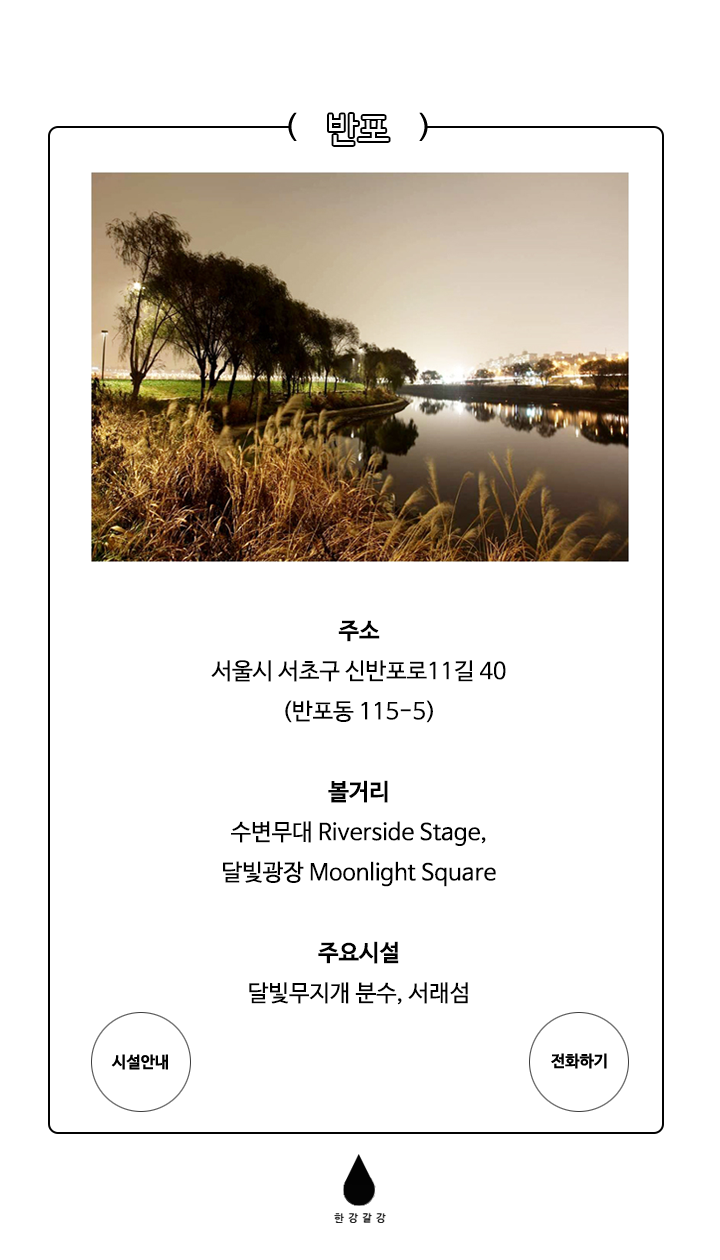 ( 반포 )
주소
서울시 서초구 신반포로11길 40
(반포동 115-5)
볼거리
수변무대 Riverside Stage,
달빛광장 Moonlight Square
주요시설
달빛무지개 분수, 서래섬
시설안내
전화하기
한강갈강